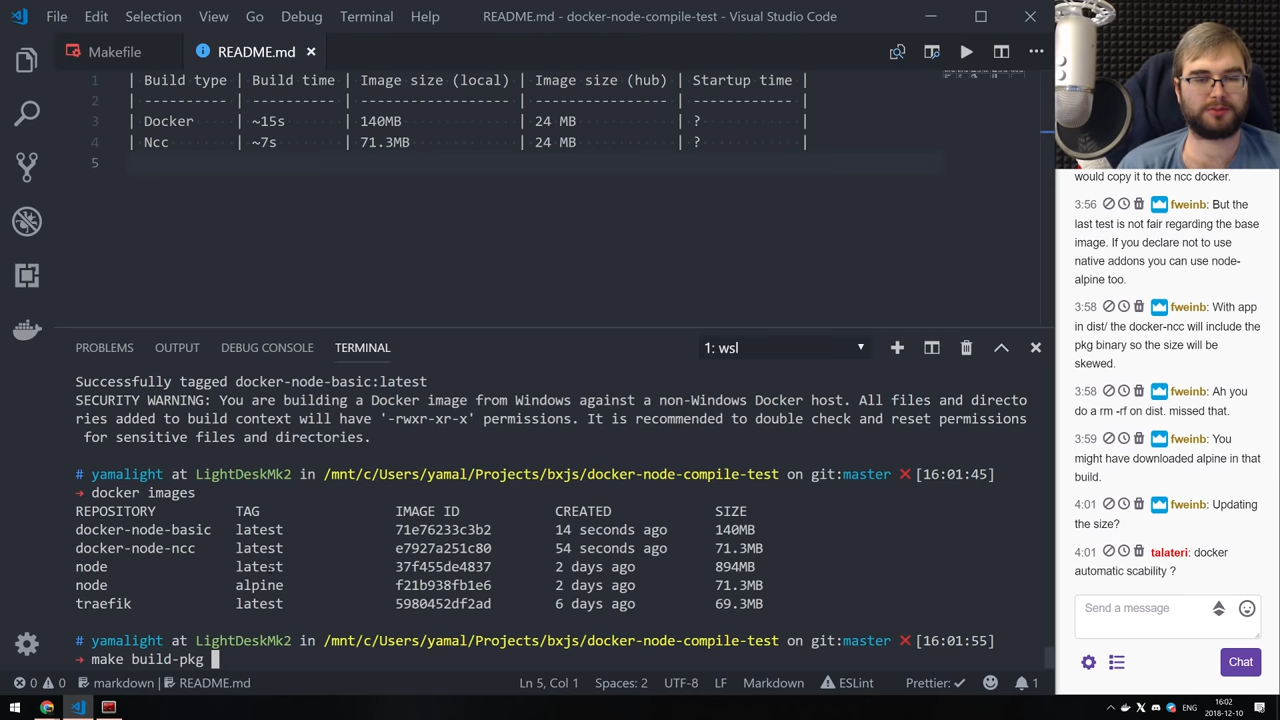 File Edit Selection View Go Debug Terminal Help README.md - docker-node-compile-test - Visual Studio Code
Makefile README.md
1 | Build type | Build time | Image size (local) | Image size (hub) | Startup time |
2 | ---------- | ---------- | ------------------ | ---------------- | ------------ |
3 | Docker | ~15s | 140MB | 24 MB | ? |
4 | Ncc | ~7s | 71.3MB | 24 MB | ? |
5
PROBLEMS OUTPUT DEBUG CONSOLE TERMINAL 1: wsl
Successfully tagged docker-node-basic:latest
SECURITY WARNING: You are building a Docker image from Windows against a non-Windows Docker host. All files and directo
ries added to build context will have '-rwxr-xr-x' permissions. It is recommended to double check and reset permissions
for sensitive files and directories.
# yamalight at LightDeskMk2 in /mnt/c/Users/yamal/Projects/bxjs/docker-node-compile-test on git:master ❌ [16:01:45]
➜ docker images
REPOSITORY TAG IMAGE ID CREATED SIZE
docker-node-basic latest 71e76233c3b2 14 seconds ago 140MB
docker-node-ncc latest e7927a251c80 54 seconds ago 71.3MB
node latest 37f455de4837 2 days ago 894MB
node alpine f21b938fb1e6 2 days ago 71.3MB
traefik latest 5980452df2ad 6 days ago 69.3MB
# yamalight at LightDeskMk2 in /mnt/c/Users/yamal/Projects/bxjs/docker-node-compile-test on git:master ❌ [16:01:55]
➜ make build-pkg
0 0 markdown | README.md Ln 5, Col 1 Spaces: 2 UTF-8 LF Markdown ESLint Prettier: ✓ 1
would copy it to the ncc docker.
3:56 fweinb: But the
last test is not fair regarding the base
image. If you declare not to use
native addons you can use node-
alpine too.
3:58 fweinb: With app
in dist/ the docker-ncc will include the
pkg binary so the size will be
skewed.
3:58 fweinb: Ah you
do a rm -rf on dist. missed that.
3:59 fweinb: You
might have downloaded alpine in that
build.
4:01 fweinb: Updating
the size?
4:01 talateri: docker
automatic scability ?
Send a message
Chat
ENG 16:02
2018-12-10